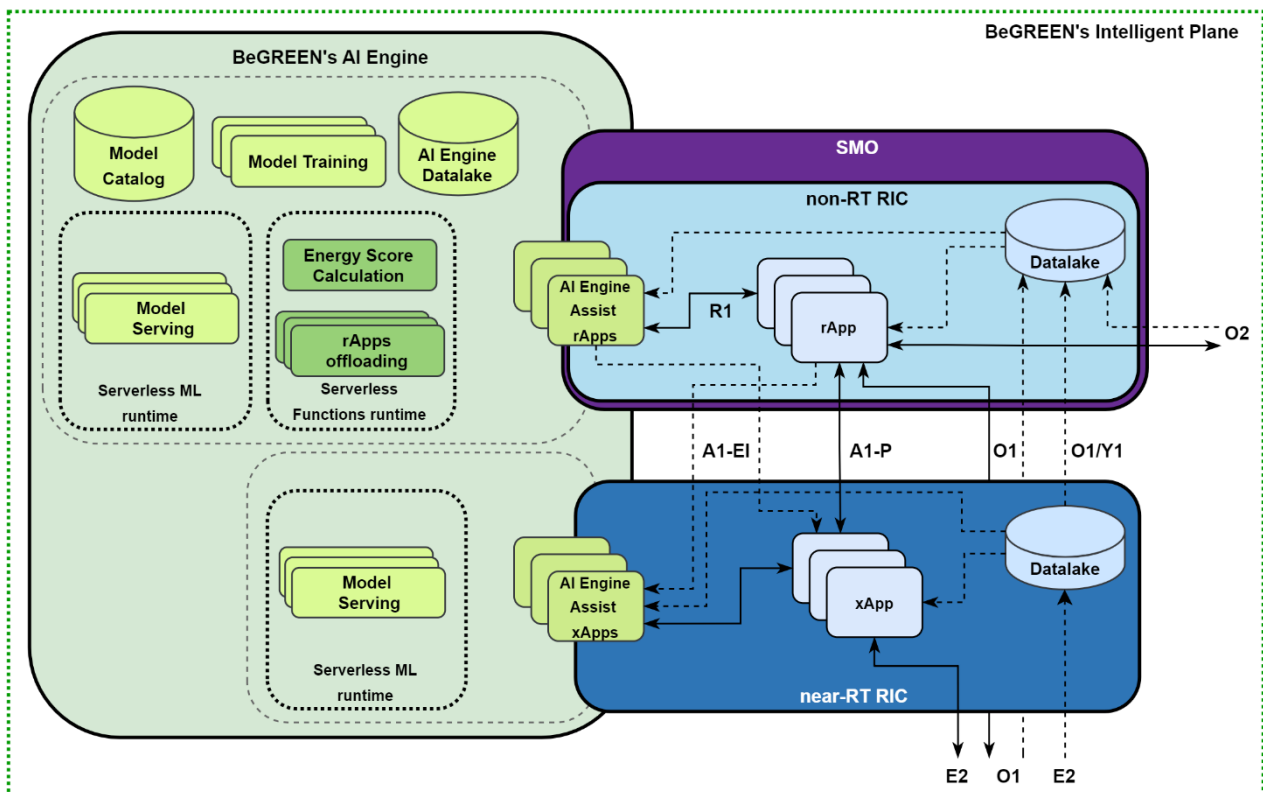 BeGREEN's Intelligent Plane
BeGREEN's AI Engine
Model
Catalog
Model Training
AI Engine
Datalake
SMO
non-RT RIC
Datalake
Energy Score
Calculation
Model
Serving
rApps
offloading
Serverless ML
runtime
Serverless
Functions runtime
AI Engine
Assist
rApps
R1
rApp
O2
A1-EI
A1-P
O1
O1/Y1
Model
Serving
Serverless ML
runtime
AI Engine
Assist
xApps
xApp
Datalake
near-RT RIC
E2
O1
E2